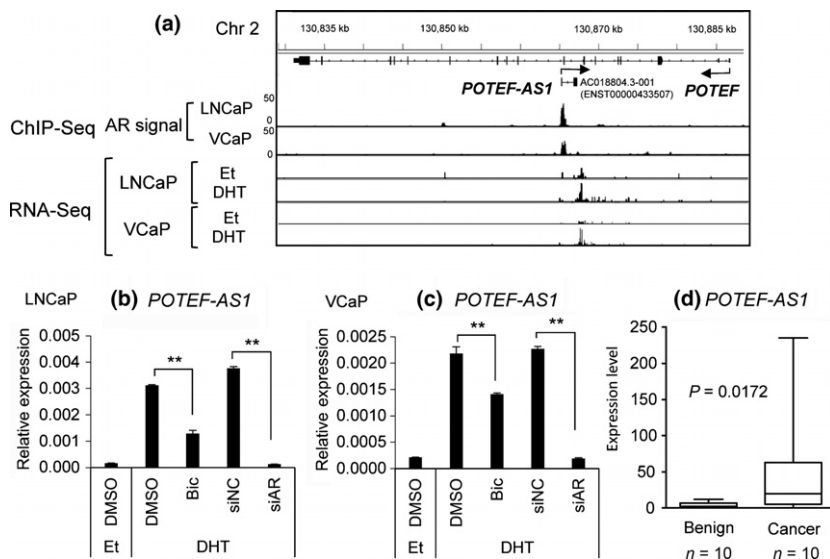 (a) Chr 2
130,835 kb 130,850 kb 130,870 kb 130,885 kb
POTEF-AS1 AC018804.3-001 POTEF
(ENST00000433507)
ChIP-Seq AR signal LNCaP 50 0
VCaP 50 0
RNA-Seq LNCaP Et
DHT
VCaP Et
DHT
LNCaP (b) POTEF-AS1
Relative expression
0.005
0.004
0.003
0.002
0.001
0.000
** **
DMSO DMSO Bic siNC siAR
Et DHT
VCaP (c) POTEF-AS1
Relative expression
0.0025
0.0020
0.0015
0.0010
0.0005
0.0000
** **
DMSO DMSO Bic siNC siAR
Et DHT
(d) POTEF-AS1
Expression level
250
200
150
100
50
0
P = 0.0172
Benign Cancer
n = 10 n = 10